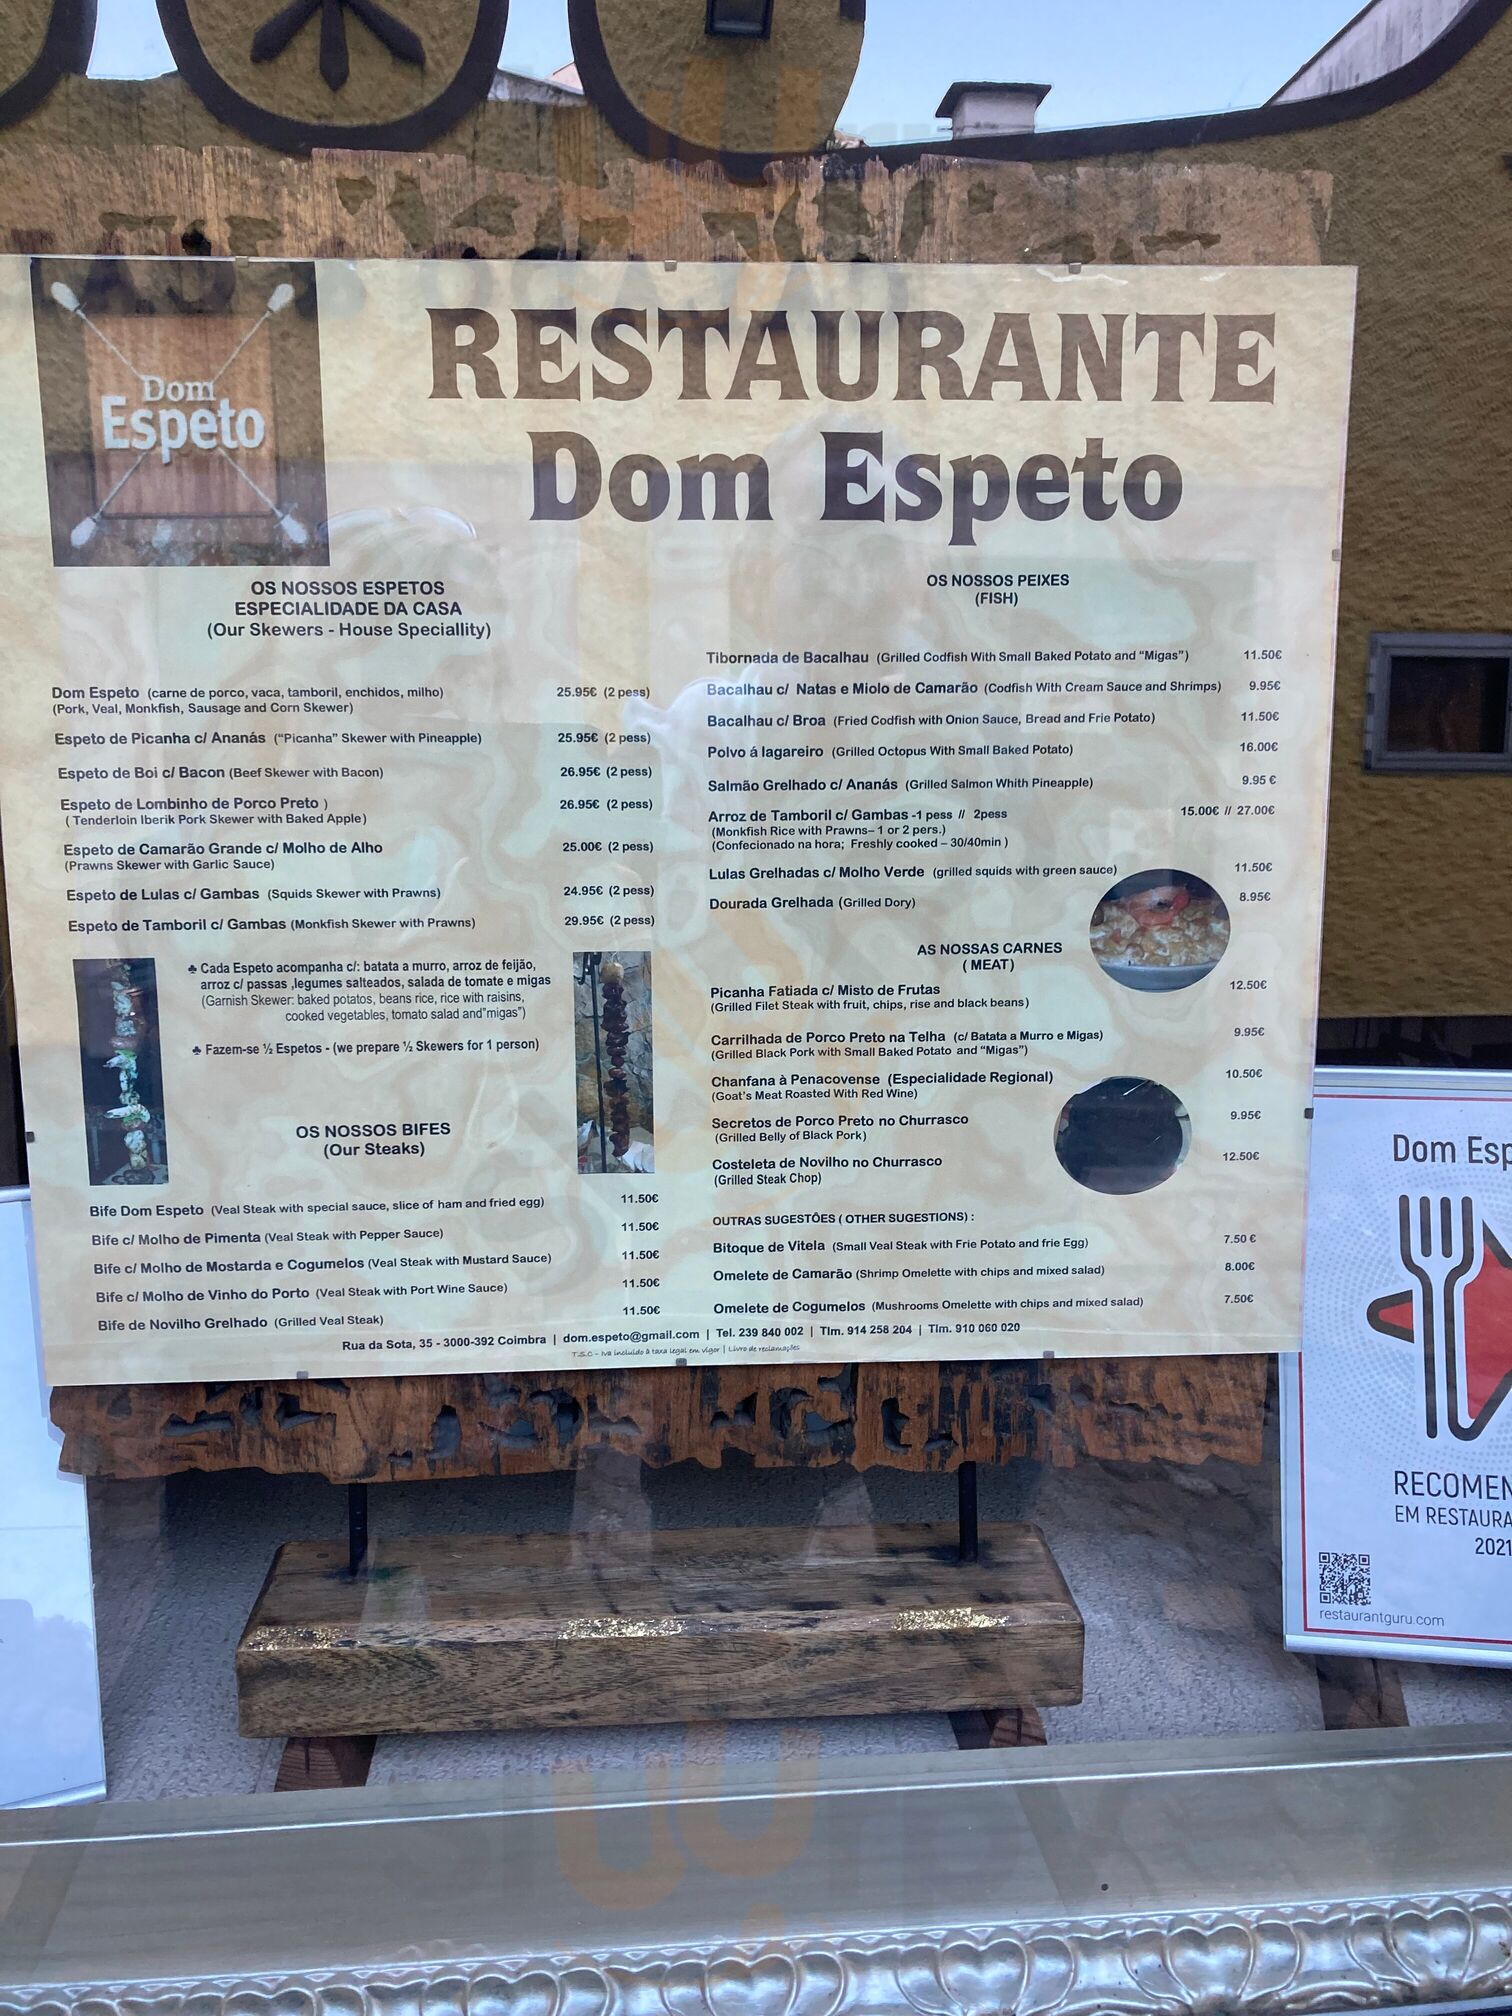 Dom
Espeto
RESTAURANTE
Dom Espeto
OS NOSSOS ESPETOS
ESPECIALIDADE DA CASA
(Our Skewers - House Speciallity)
Dom Espeto (carne de porco, vaca, tamboril, enchidos, milho) 25.95€ (2 pess)
(Pork, Veal, Monkfish, Sausage and Corn Skewer)
Espeto de Picanha c/ Ananás ("Picanha" Skewer with Pineapple) 25.95€ (2 pess)
Espeto de Boi c/ Bacon (Beef Skewer with Bacon) 26.95€ (2 pess)
Espeto de Lombinho de Porco Preto ) 26.95€ (2 pess)
( Tenderloin Iberik Pork Skewer with Baked Apple)
Espeto de Camarão Grande c/ Molho de Alho 25.00€ (2 pess)
(Prawns Skewer with Garlic Sauce)
Espeto de Lulas c/ Gambas (Squids Skewer with Prawns) 24.95€ (2 pess)
Espeto de Tamboril c/ Gambas (Monkfish Skewer with Prawns) 29.95€ (2 pess)
♣ Cada Espeto acompanha c/: batata a murro, arroz de feijão,
arroz c/ passas ,legumes salteados, salada de tomate e migas
(Garnish Skewer: baked potatos, beans rice, rice with raisins,
cooked vegetables, tomato salad and"migas")
♣ Fazem-se ½ Espetos - (we prepare ½ Skewers for 1 person)
OS NOSSOS BIFES
(Our Steaks)
Bife Dom Espeto (Veal Steak with special sauce, slice of ham and fried egg) 11.50€
Bife c/ Molho de Pimenta (Veal Steak with Pepper Sauce) 11.50€
Bife c/ Molho de Mostarda e Cogumelos (Veal Steak with Mustard Sauce) 11.50€
Bife c/ Molho de Vinho do Porto (Veal Steak with Port Wine Sauce) 11.50€
Bife de Novilho Grelhado (Grilled Veal Steak) 11.50€
OS NOSSOS PEIXES
(FISH)
Tibornada de Bacalhau (Grilled Codfish With Small Baked Potato and "Migas") 11.50€
Bacalhau c/ Natas e Miolo de Camarão (Codfish With Cream Sauce and Shrimps) 9.95€
Bacalhau c/ Broa (Fried Codfish with Onion Sauce, Bread and Frie Potato) 11.50€
Polvo á lagareiro (Grilled Octopus With Small Baked Potato) 16.00€
Salmão Grelhado c/ Ananás (Grilled Salmon Whith Pineapple) 9.95 €
Arroz de Tamboril c/ Gambas -1 pess // 2pess 15.00€ // 27.00€
(Monkfish Rice with Prawns– 1 or 2 pers.)
(Confecionado na hora; Freshly cooked – 30/40min )
Lulas Grelhadas c/ Molho Verde (grilled squids with green sauce) 11.50€
Dourada Grelhada (Grilled Dory) 8.95€
AS NOSSAS CARNES
( MEAT)
Picanha Fatiada c/ Misto de Frutas 12.50€
(Grilled Filet Steak with fruit, chips, rise and black beans)
Carrilhada de Porco Preto na Telha (c/ Batata a Murro e Migas) 9.95€
(Grilled Black Pork with Small Baked Potato and "Migas")
Chanfana à Penacovense (Especialidade Regional) 10.50€
(Goat's Meat Roasted With Red Wine)
Secretos de Porco Preto no Churrasco 9.95€
(Grilled Belly of Black Pork)
Costeleta de Novilho no Churrasco 12.50€
(Grilled Steak Chop)
OUTRAS SUGESTÕES ( OTHER SUGESTIONS) :
Bitoque de Vitela (Small Veal Steak with Frie Potato and frie Egg) 7.50 €
Omelete de Camarão (Shrimp Omelette with chips and mixed salad) 8.00€
Omelete de Cogumelos (Mushrooms Omelette with chips and mixed salad) 7.50€
Rua da Sota, 35 - 3000-392 Coimbra | dom.espeto@gmail.com | Tel. 239 840 002 | Tlm. 914 258 204 | Tlm. 910 060 020
T.S.C - Iva incluído à taxa legal em vigor | Livro de reclamações
Dom Esp
RECOMEN
EM RESTAURA
2021
restaurantguru.com